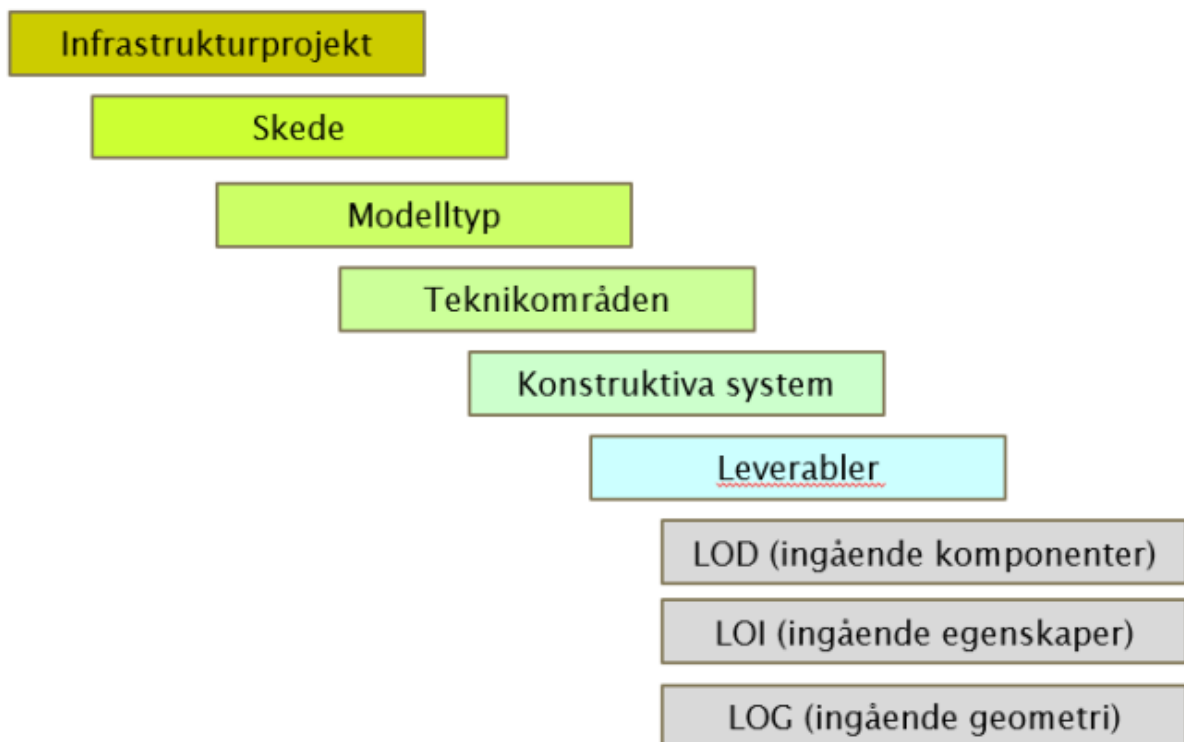 Infrastrukturprojekt
Skede
Modelltyp
Teknikområden
Konstruktiva system
Leverabler
LOD (ingående komponenter)
LOI (ingående egenskaper)
LOG (ingående geometri)